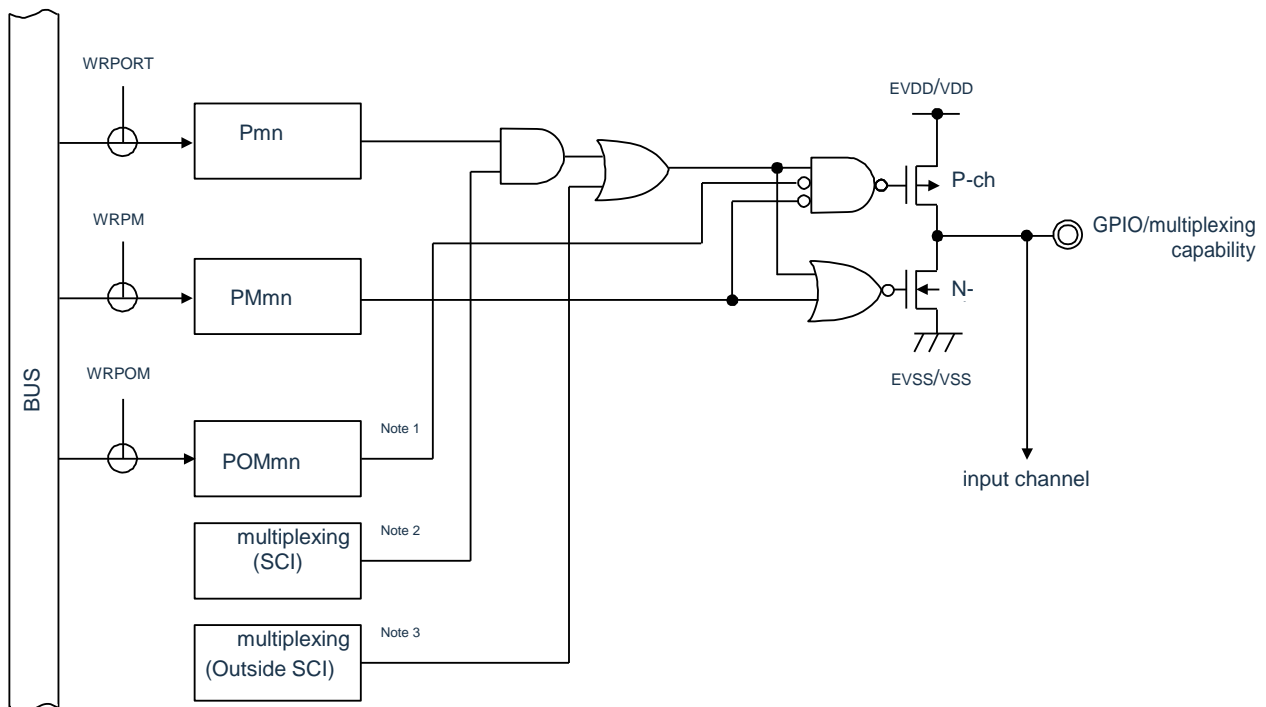 WRPORT
Pmn
EVDD/VDD
P-ch
WRPM
PMmn
GPIO/multiplexing
capability
N-
EVSS/VSS
BUS
WRPOM
POMmn
Note 1
input channel
multiplexing
(SCI)
Note 2
multiplexing
(Outside SCI)
Note 3